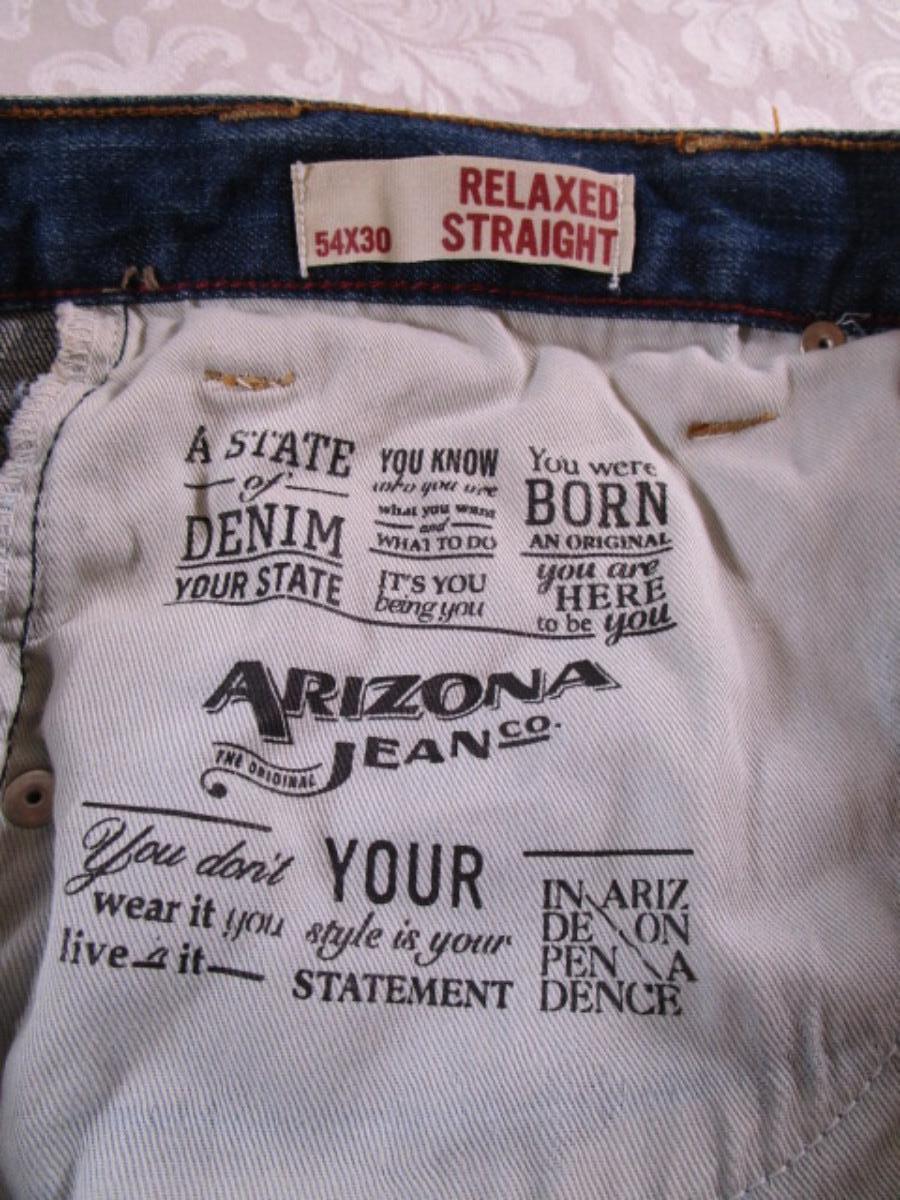 RELAXED
54X30 STRAIGHT
A STATE
of
DENIM
YOUR STATE
YOU KNOW
who you are
what you want
and
WHAT TO DO
IT'S YOU
being you
You were
BORN
AN ORIGINAL
you are
HERE
to be you
ARIZONA
JEAN CO.
THE ORIGINAL
You don't
wear it you
live it
YOUR
style is your
STATEMENT
IN ARIZ
DE ON
PEN A
DENCE